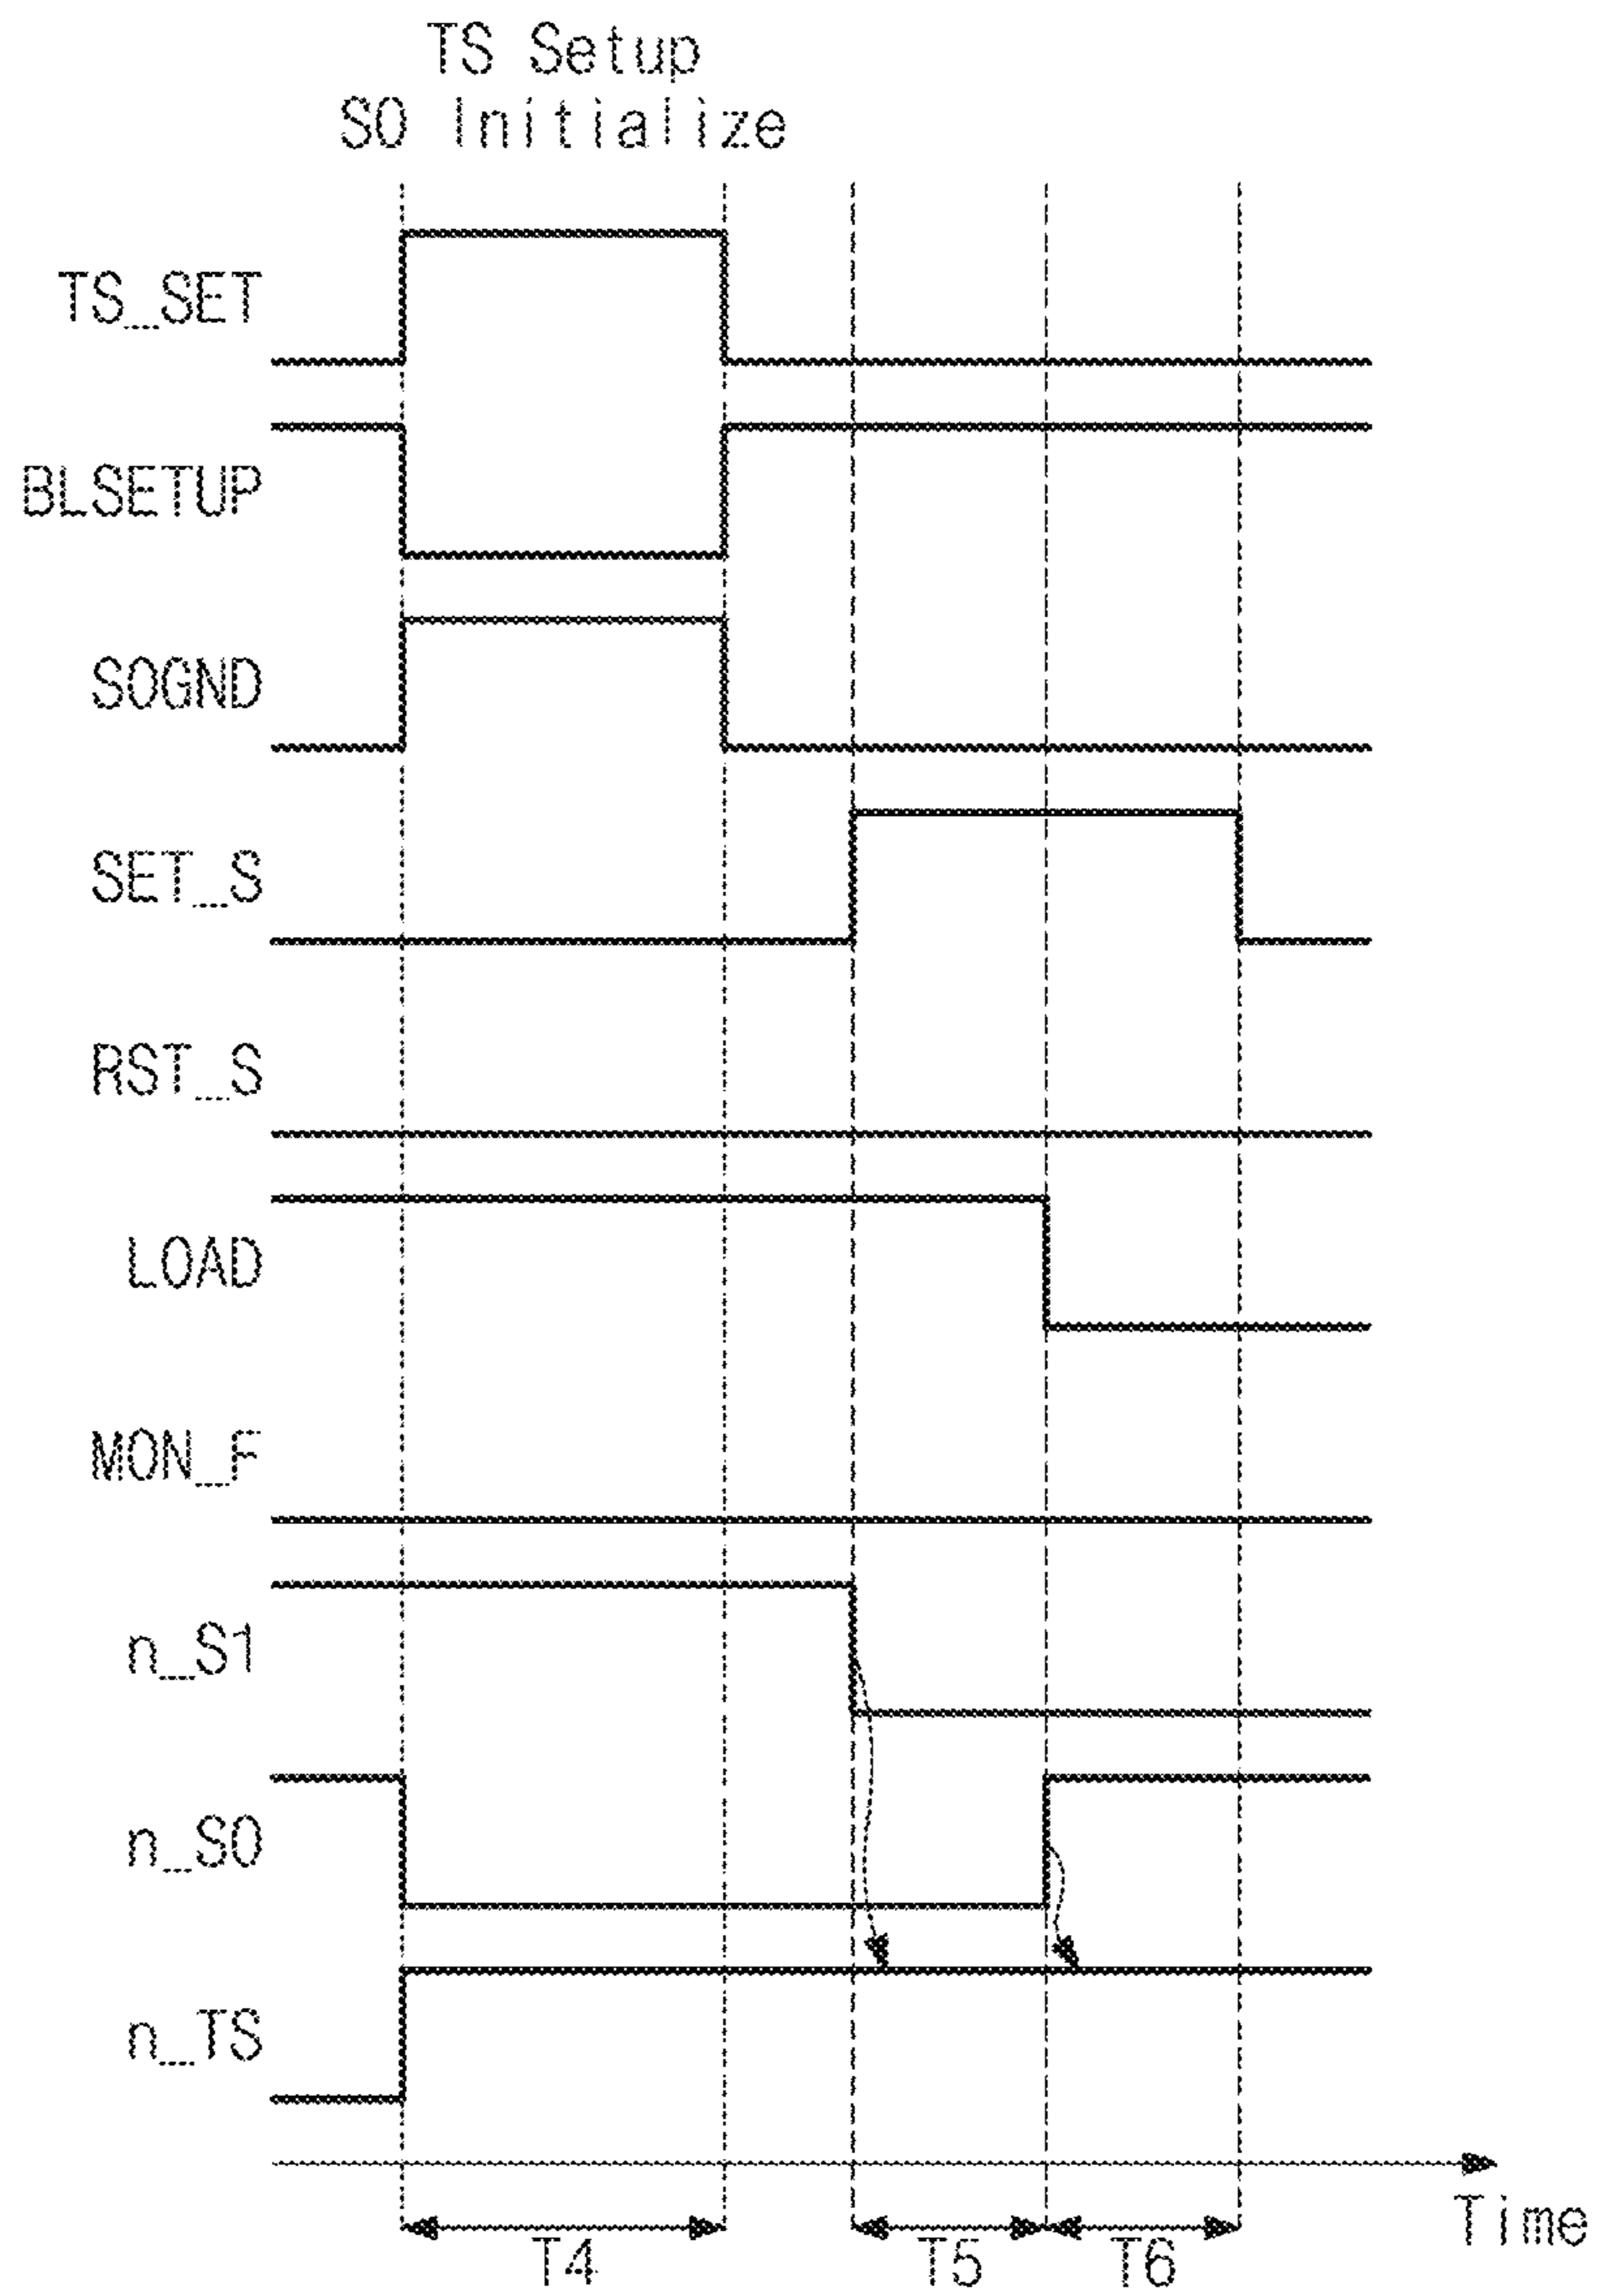 TS Setup
SO Initialize
TS_SET
BLSETUP
SOGND
SET_S
RST_S
LOAD
MON_F
n_S1
n_SO
n_TS
Time
T4
T5
T6